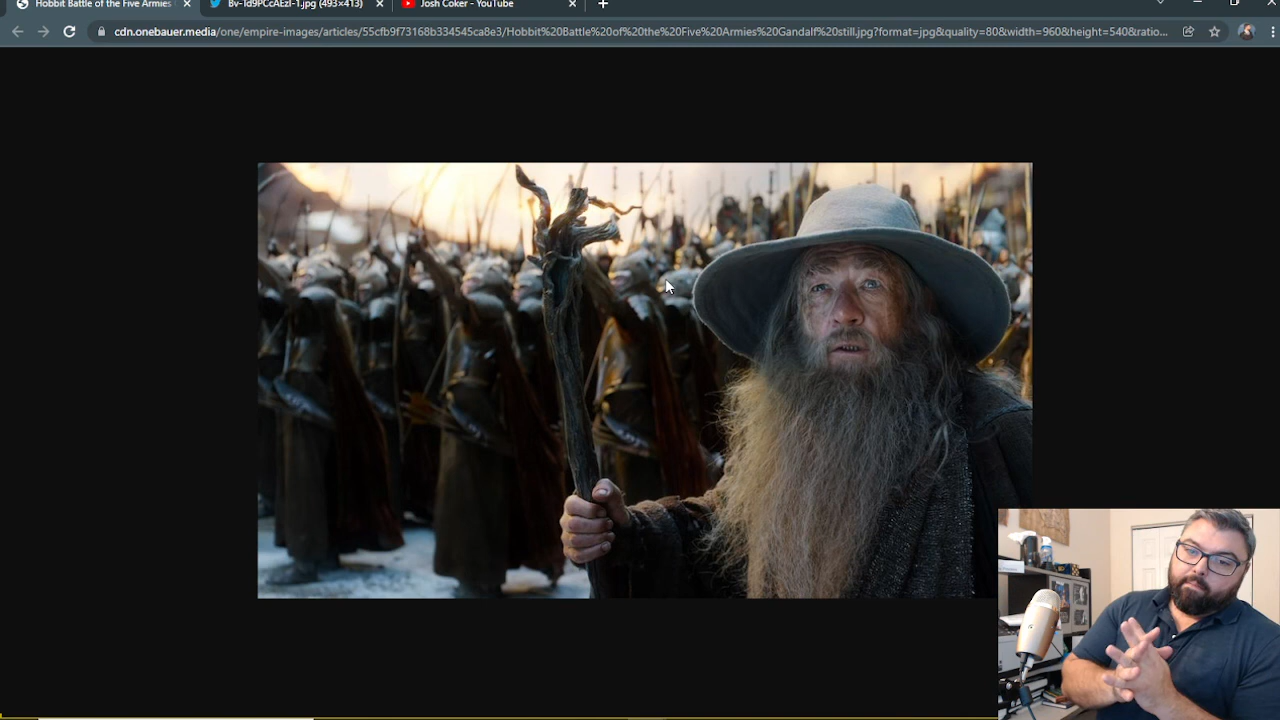 Hobbit Battle of the Five Armies
Bv-1d9PCcAEzl-1.jpg (493×413)
Josh Coker - YouTube
cdn.onebauer.media/one/empire-images/articles/55cfb9f73168b334545ca8e3/Hobbit%20Battle%20of%20the%20Five%20Armies%20Gandalf%20still.jpg?format=jpg&quality=80&width=960&height=540&ratio...